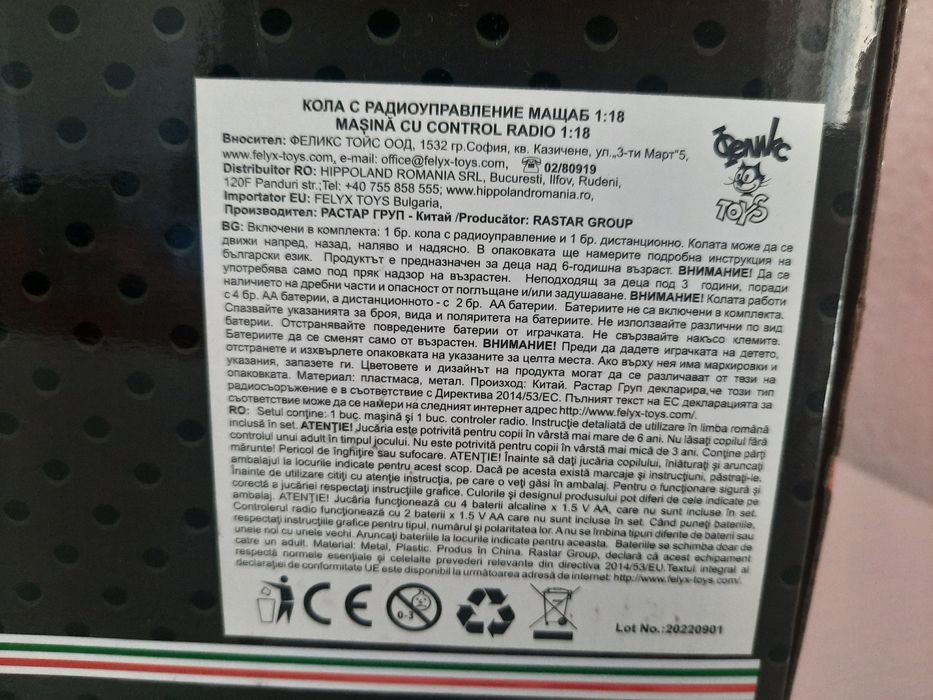 КОЛА С РАДИОУПРАВЛЕНИЕ МАЩАБ 1:18
MAȘINĂ CU CONTROL RADIO 1:18
Вносител: ФЕЛИКС ТОЙС ООД, 1532 гр.София, кв. Казичене, ул.„3-ти Март“5,
www.felyx-toys.com, e-mail: office@felyx-toys.com, 02/80919
Distribuitor RO: HIPPOLAND ROMANIA SRL, Bucuresti, Ilfov, Rudeni,
120F Panduri str.;Tel: +40 755 858 555; www.hippolandromania.ro,
Importator EU: FELYX TOYS Bulgaria,
Производител: РАСТАР ГРУП - Китай /Producător: RASTAR GROUP
Феликс
TOYS
BG: Включени в комплекта: 1 бр. кола с радиоуправление и 1 бр. дистанционно. Колата може да се
движи напред, назад, наляво и надясно. В опаковката ще намерите подробна инструкция на
български език. Продуктът е предназначен за деца над 6-годишна възраст. ВНИМАНИЕ! Да се
употребява само под пряк надзор на възрастен. Неподходящ за деца под 3 години, поради
наличието на дребни части и опасност от поглъщане и/или задушаване. ВНИМАНИЕ! Колата работи
с 4 бр. АА батерии, а дистанционното - с 2 бр. АА батерии. Батериите не са включени в комплекта.
Спазвайте указанията за броя, вида и поляритета на батериите. Не използвайте различни по вид
батерии. Отстранявайте повредените батерии от играчката. Не свързвайте накъсо клемите.
Батериите да се сменят само от възрастен. ВНИМАНИЕ! Преди да дадете играчката на детето,
отстранете и изхвърлете опаковката на указаните за целта места. Ако върху нея има маркировки и
указания, запазете ги. Цветовете и дизайнът на продукта могат да се различават от тези на
опаковката. Материал: пластмаса, метал. Произход: Китай. Растар Груп декларира, че този тип
радиосъоръжение е в съответствие с Директива 2014/53/ЕС. Пълният текст на ЕС декларацията за
съответствие може да се намери на следният интернет адрес http://www.felyx-toys.com/.
RO: Setul conține: 1 buc. mașină și 1 buc. controler radio. Instrucție detaliată de utilizare în limba română
inclusă în set. ATENȚIE! Jucăria este potrivită pentru copii în vârstă mai mare de 6 ani. Nu lăsați copilul fără
controlul unui adult în timpul jocului. Nu este potrivită pentru copii în vârstă mai mică de 3 ani. Conține părți
mărunte! Pericol de înghițire sau sufocare. ATENȚIE! Înainte să dați jucăria copilului, înlăturați și aruncați
ambalajul la locurile indicate pentru acest scop. Dacă pe acesta există marcaje și instrucțiuni, păstrați-ie.
Înainte de utilizare citiți cu atenție instrucția, pe care o veți găsi în ambalaj. Pentru o funcționare sigură și
corectă a jucăriei respectați instrucțiile grafice. Culorile și designul produsului pot diferi de cele indicate pe
ambalaj. ATENȚIE! Jucăria funcționează cu 4 baterii alcaline x 1.5 V AA, care nu sunt incluse în set.
Controlerul radio funcționează cu 2 baterii x 1.5 V AA care nu sunt incluse în set. Când puneți bateriile,
respectați instrucțiile grafice pentru tipul, numărul și polaritatea lor. A nu se îmbina tipuri diferite de baterii sau
unele noi cu unele vechi. Aruncați bateriile la locurile indicate pentru aceasta. Bateriile se schimba doar de
catre un adult. Material: Metal, Plastic. Produs în China. Rastar Group, declară că acest echipament
respectă normele esențiale și celelalte prevederi relevante din directiva 2014/53/EU.Textul integral al
declarației de conformitate UE este disponibil la următoarea adresă de internet: http://www.felyx-toys.com/.
CE
0-3
Lot No.:20220901